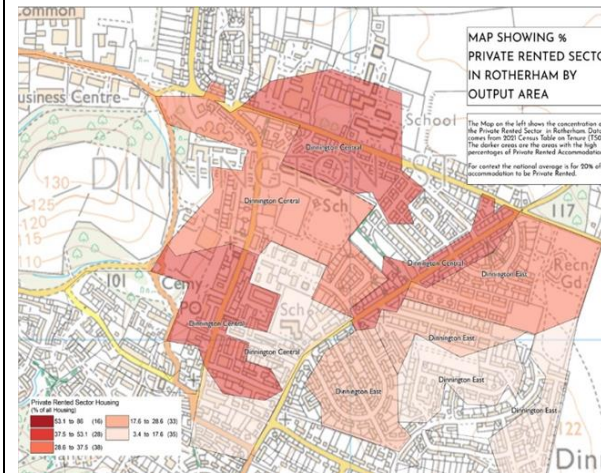 Common
usiness Centre
School
MAP SHOWING %
PRIVATE RENTED SECTO
IN ROTHERHAM BY
OUTPUT AREA
The Map on the left shows the concentration o
the Private Rented Sector in Rotherham. Data
comes from 2021 Census Table on Tenure (TS0
The darker areas are the areas with the high
percentages of Private Rented Accommodatio
For context the national average is for 20% of
accommodation to be Private Rented.
DINN
130
125
120
115
110
101
117
122
Dinnington Central
Dinnington Central
Sch
Dinnington Central
Dinnington East
Recn
Gd
Cemy
PO
Sch
Dinnington Central
Dinnington Central
Dinnington East
Dinnington East
Dinnington East
Dinnington East
Din
Private Rented Sector Housing
(% of all Housing)
53.1 to 86 (16)
37.5 to 53.1 (28)
28.6 to 37.5 (38)
17.6 to 28.6 (33)
3.4 to 17.6 (35)